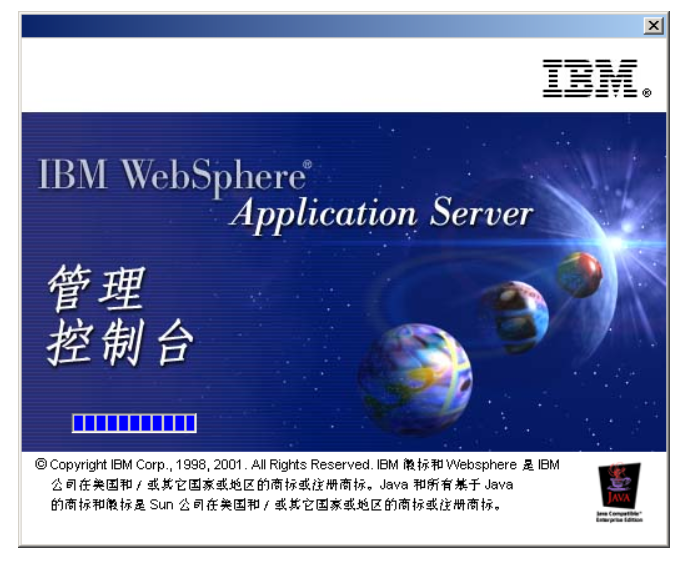 IBM®
IBM WebSphere®
Application Server
管理
控制台
© Copyright IBM Corp., 1998, 2001. All Rights Reserved. IBM 徽标和 Websphere 是 IBM
公司在美国和 / 或其它国家或地区的商标或注册商标。Java 和所有基于 Java
的商标和徽标是 Sun 公司在美国和 / 或其它国家或地区的商标或注册商标。
JAVA
Java Compatible™
Enterprise Edition